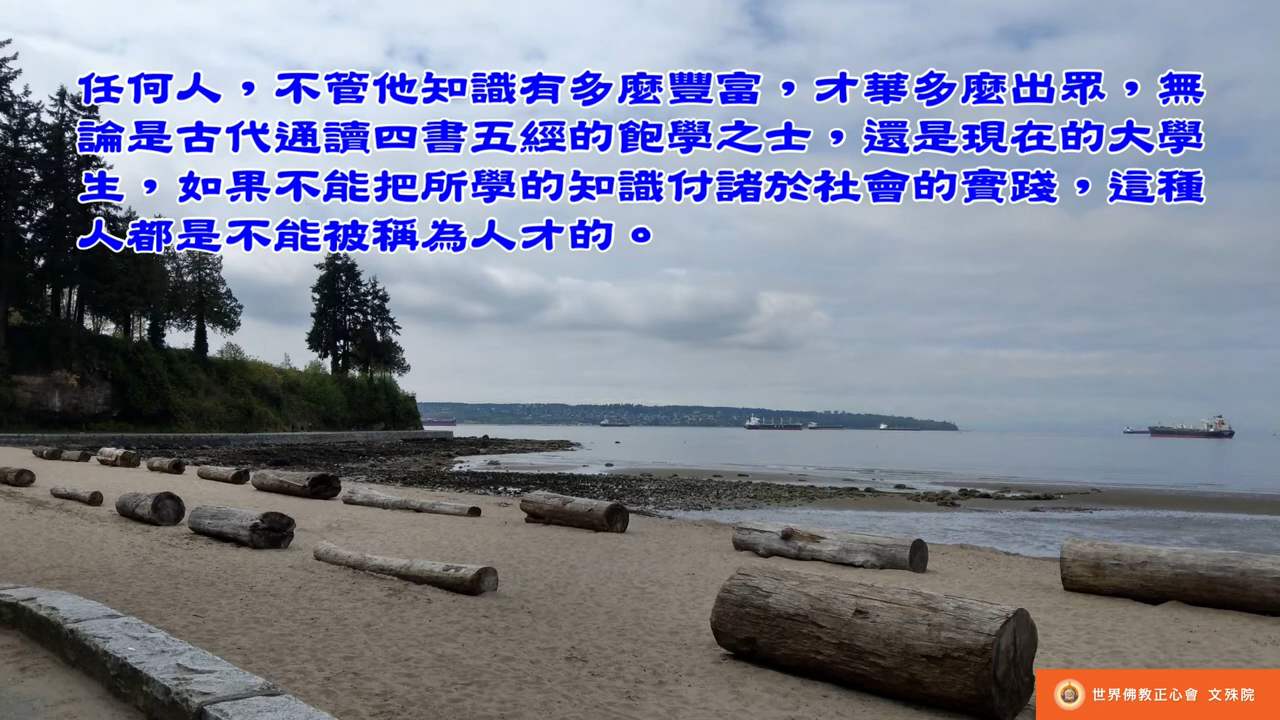 任何人，不管他知識有多麼豐富，才華多麼出眾，無
論是古代通讀四書五經的飽學之士，還是現在的大學
生，如果不能把所學的知識付諸於社會的實踐，這種
人都是不能被稱為人才的。
世界佛教正心會 文殊院